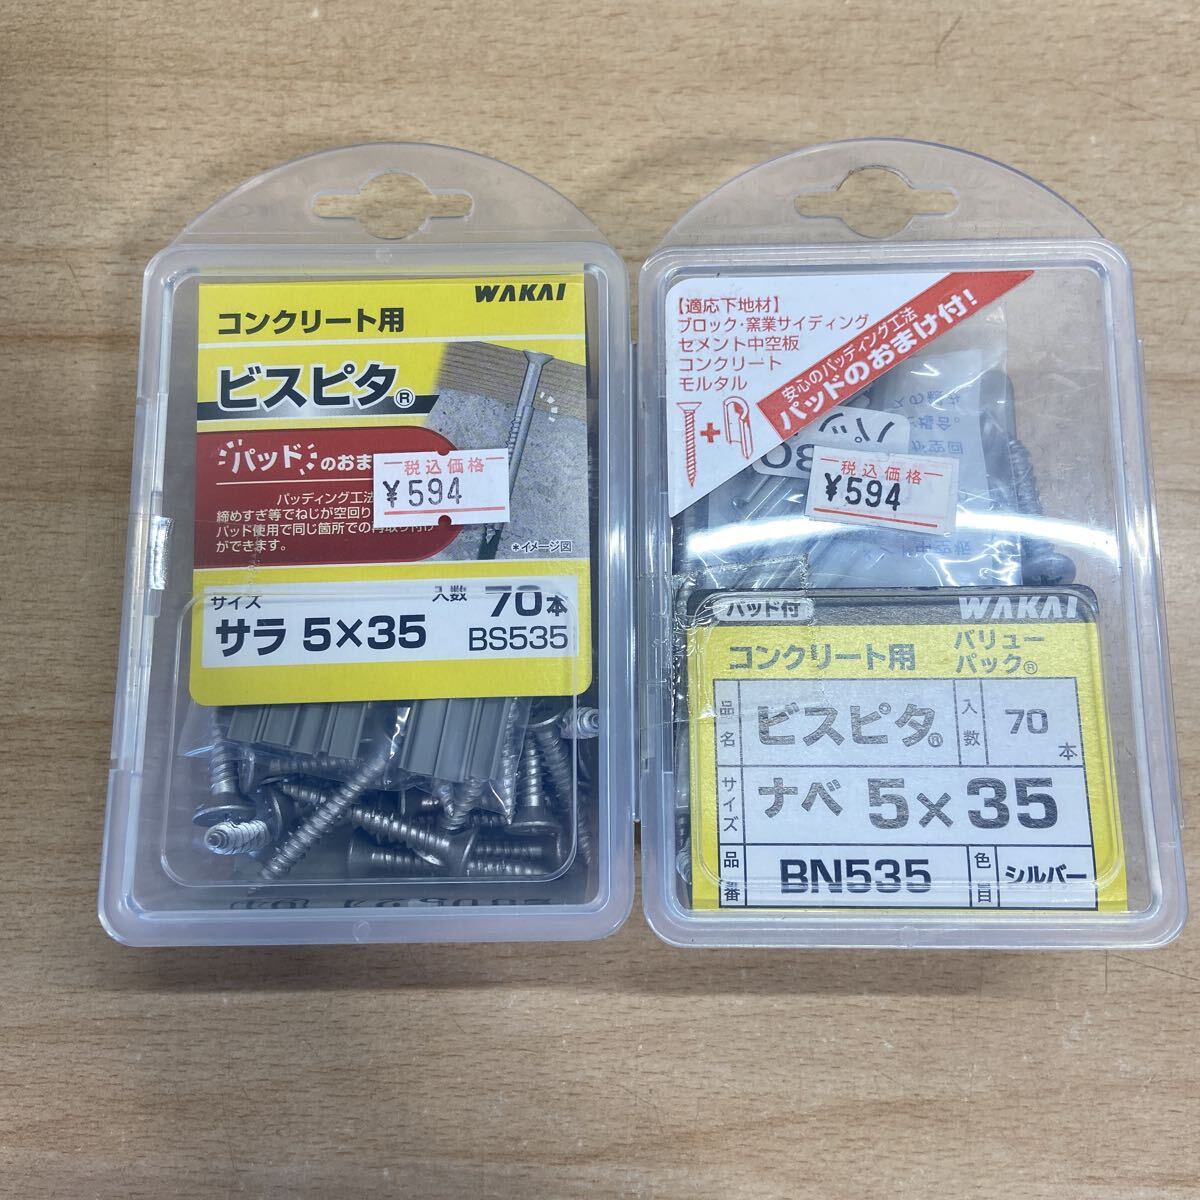 WAKAI
コンクリート用
ビスピタ®
パッドのおま
パッディング工法
締めすぎ等でねじが空回り
パッド使用で同じ箇所での再取り付け
ができます。
*イメージ図
税込価格
¥594
サイズ
入数
70本
サラ 5×35
BS535
【適応下地材】
ブロック・窯業サイディング
セメント中空板
コンクリート
モルタル
安心のパッディング工法
パッドのおまけ付!
税込価格
¥594
パッド付
WAKAI
コンクリート用
バリュー
パック®
品名
ビスピタ®
入数
70本
サイズ
ナベ 5×35
品番
BN535
色目
シルバー